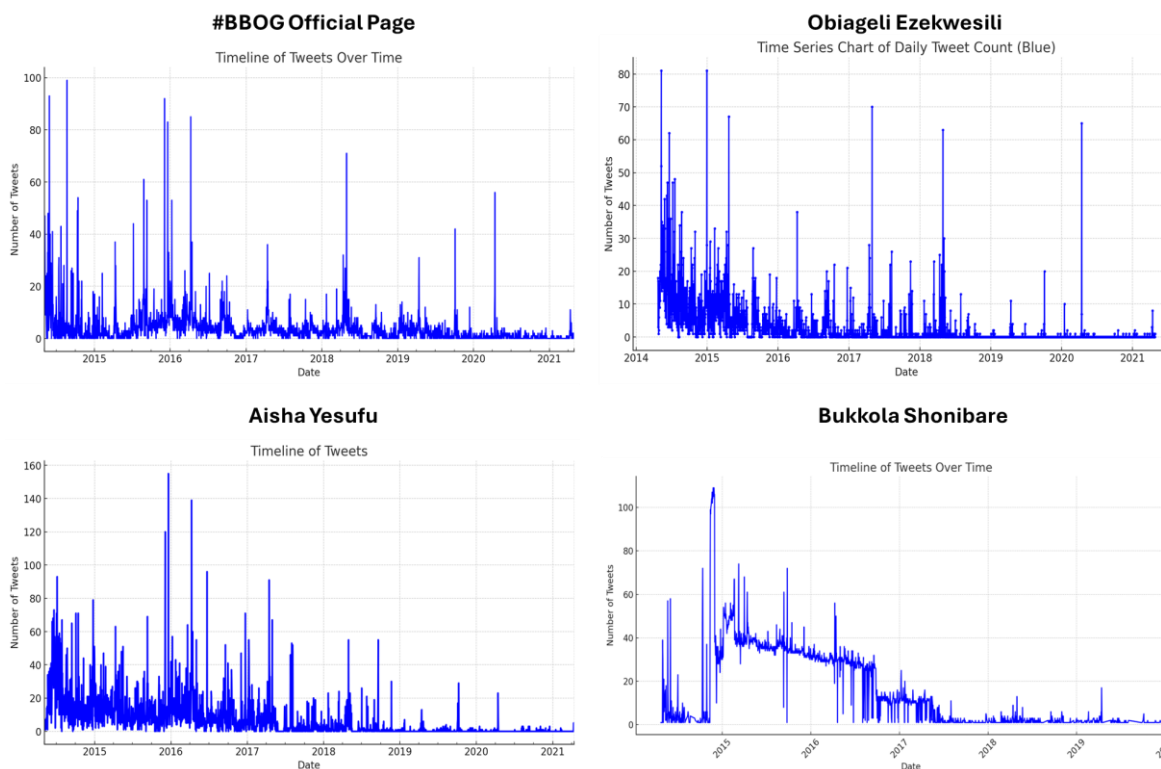 #BBOG Official Page
Timeline of Tweets Over Time
Number of Tweets
100
80
60
40
20
0
2015 2016 2017 2018 2019 2020 2021
Date
Obiageli Ezekwesili
Time Series Chart of Daily Tweet Count (Blue)
Number of Tweets
80
70
60
50
40
30
20
10
0
2014 2015 2016 2017 2018 2019 2020 2021
Date
Aisha Yesufu
Timeline of Tweets
Number of Tweets
160
140
120
100
80
60
40
20
0
2015 2016 2017 2018 2019 2020 2021
Date
Bukkola Shonibare
Timeline of Tweets Over Time
Number of Tweets
100
80
60
40
20
0
2015 2016 2017 2018 2019
Date